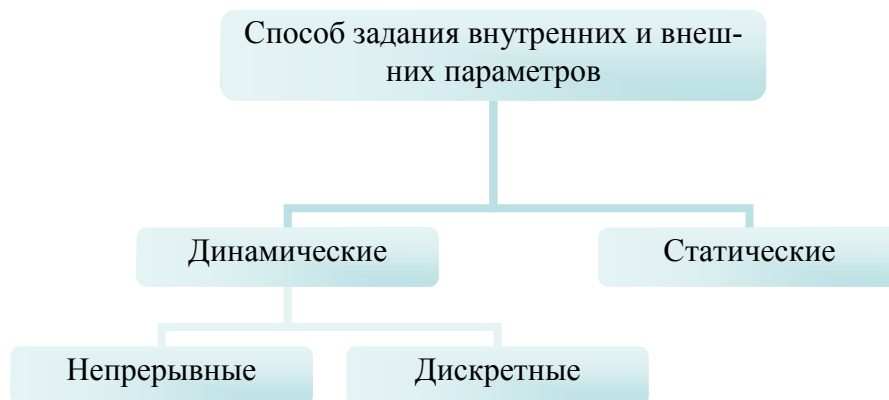 Способ задания внутренних и внеш-
них параметров
Динамические
Статические
Непрерывные
Дискретные